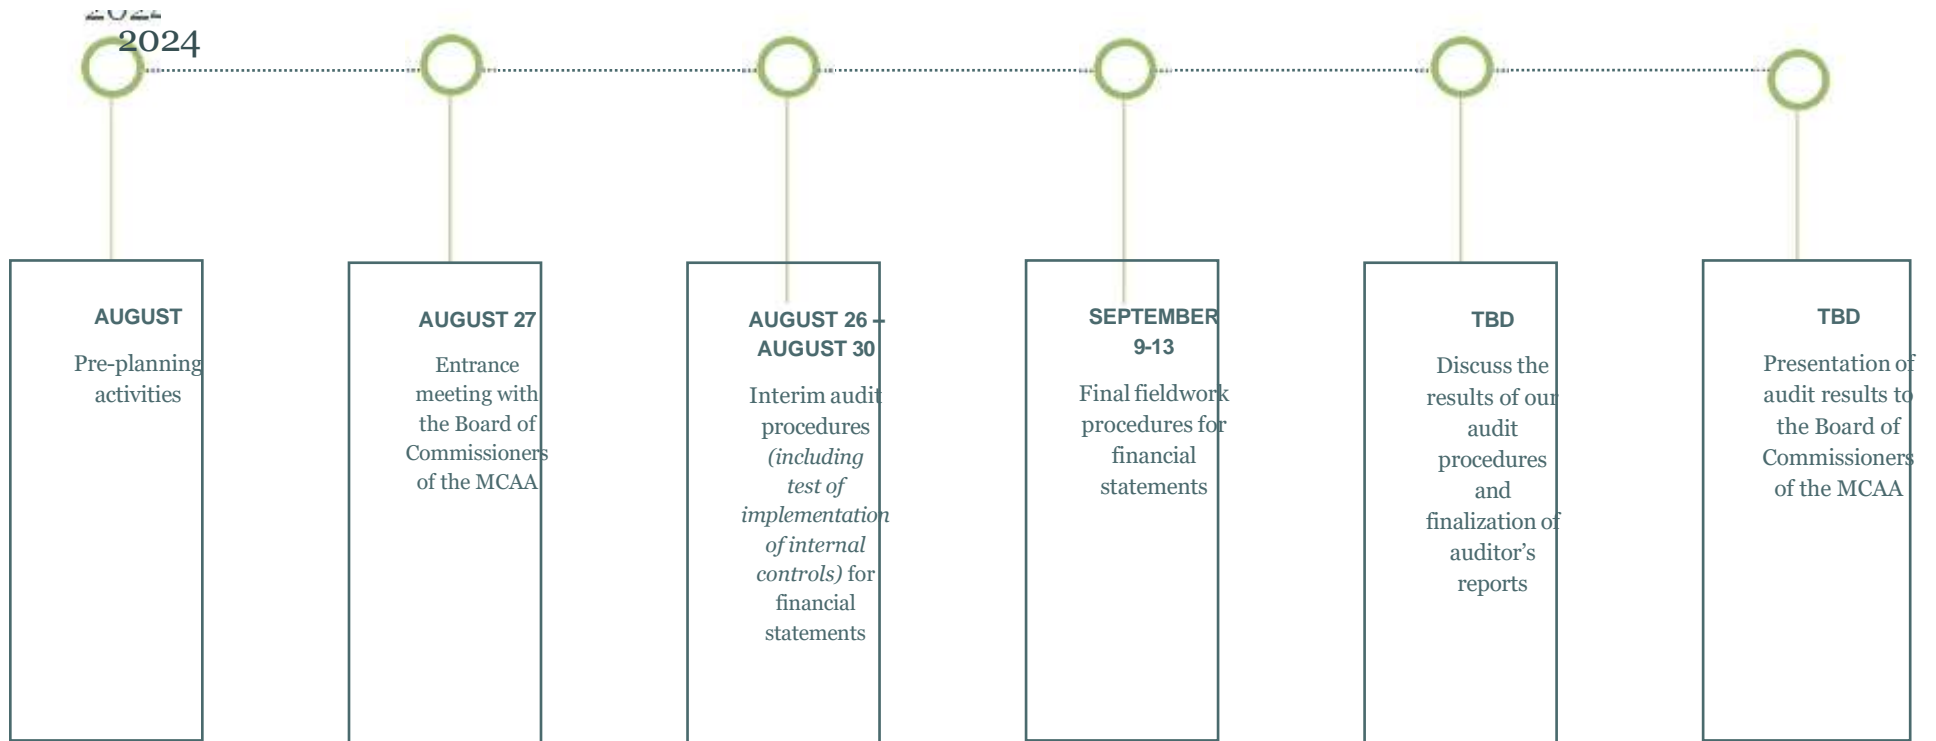 2024
AUGUST
Pre-planning
activities
AUGUST 27
Entrance
meeting with
the Board of
Commissioners
of the MCAA
AUGUST 26 –
AUGUST 30
Interim audit
procedures
(including
test of
implementation
of internal
controls) for
financial
statements
SEPTEMBER
9-13
Final fieldwork
procedures for
financial
statements
TBD
Discuss the
results of our
audit
procedures
and
finalization of
auditor’s
reports
TBD
Presentation of
audit results to
the Board of
Commissioners
of the MCAA